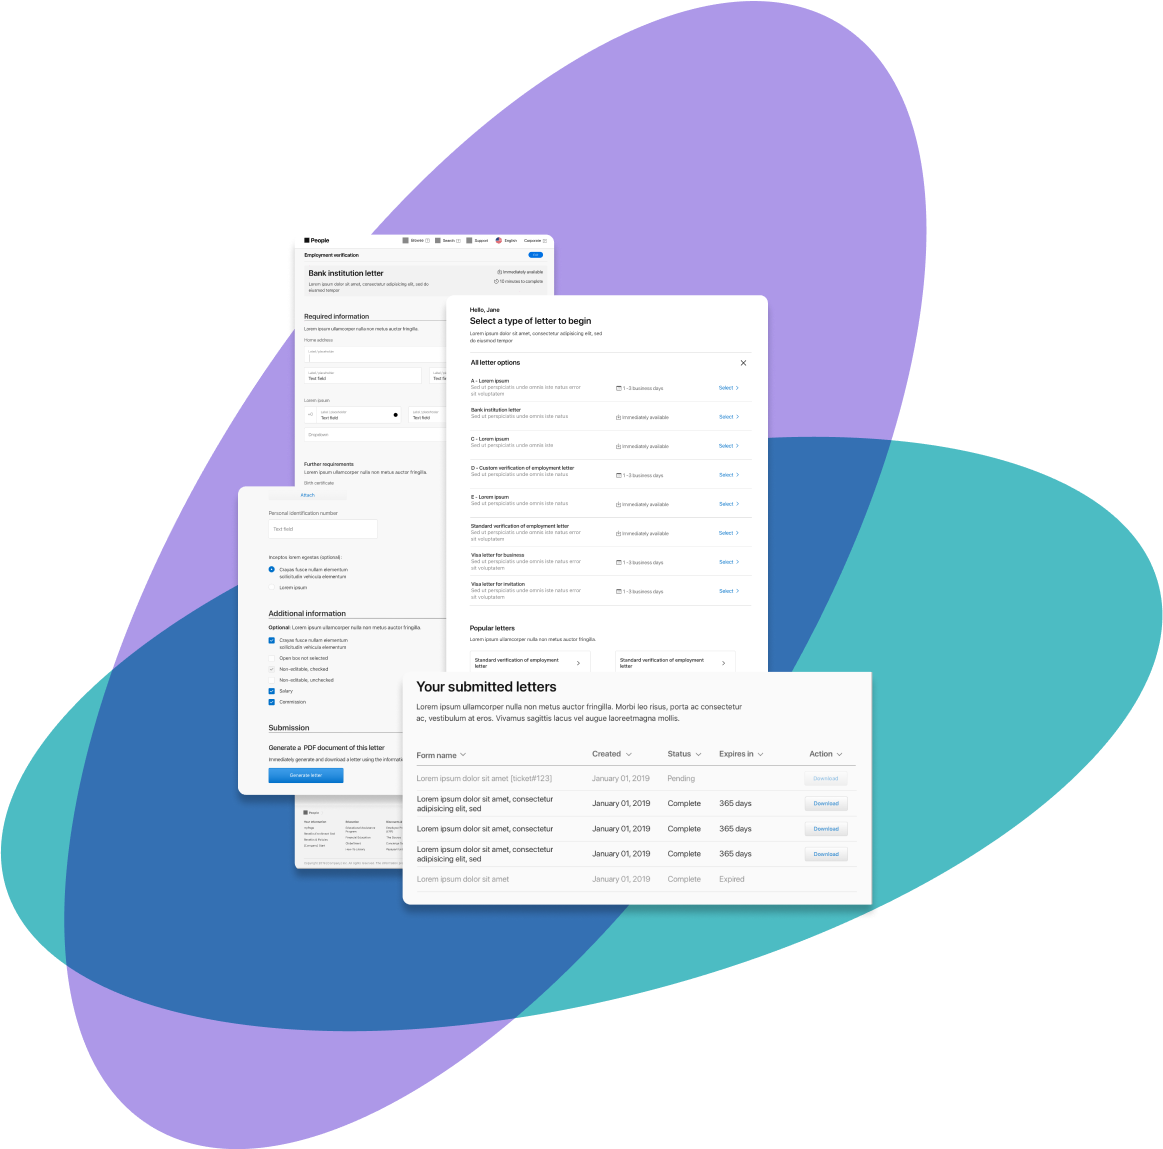 People
Browse
Search
Support
English
Corporate
Employment verification
Bank institution letter
Lorem ipsum dolor sit amet, consectetur adipisicing elit, sed do
eiusmod tempor
Immediately available
10 minutes to complete
Required information
Lorem ipsum ullamcorper nulla non metus auctor fringilla.
Home address
Text field
Text field
Lorem ipsum
Text field
Text field
Dropdown
Further requirements
Lorem ipsum ullamcorper nulla non metus auctor fringilla.
Birth certificate
Attach
Personal identification number
Text field
Inceptos lorem egestas (optional):
Crayas fusce nullam elementum
sollicitudin vehicula elementum
Lorem ipsum
Additional information
Optional: Lorem ipsum ullamcorper nulla non metus auctor fringilla.
Crayas fusce nullam elementum
sollicitudin vehicula elementum
Open box not selected
Non-editable, checked
Non-editable, unchecked
Salary
Commission
Submission
Generate a PDF document of this letter
Immediately generate and download a letter using the informati
Generate letter
People
Hello, Jane
Select a type of letter to begin
Lorem ipsum dolor sit amet, consectetur adipisicing elit, sed
do eiusmod tempor
All letter options
A - Lorem ipsum
Sed ut perspiciatis unde omnis iste natus error
sit voluptatem
1 -3 business days
Select
Bank institution letter
Sed ut perspiciatis unde omnis iste natus
Immediately available
Select
C - Lorem ipsum
Sed ut perspiciatis unde omnis iste
Immediately available
Select
D - Custom verification of employment letter
Sed ut perspiciatis unde omnis iste natus
1 -3 business days
Select
E - Lorem ipsum
Sed ut perspiciatis unde omnis iste natus
Immediately available
Select
Standard verification of employment letter
Sed ut perspiciatis unde omnis iste natus error
sit voluptatem
Immediately available
Select
Visa letter for business
Sed ut perspiciatis unde omnis iste natus error
sit voluptatem
1 -3 business days
Select
Visa letter for invitation
Sed ut perspiciatis unde omnis iste natus error
sit voluptatem
1 -3 business days
Select
Popular letters
Lorem ipsum ullamcorper nulla non metus auctor fringilla.
Standard verification of employment
letter
Standard verification of employment
letter
Your submitted letters
Lorem ipsum ullamcorper nulla non metus auctor fringilla. Morbi leo risus, porta ac consectetur
ac, vestibulum at eros. Vivamus sagittis lacus vel augue laoreetmagna mollis.
Form name Created Status Expires in Action
Lorem ipsum dolor sit amet [ticket#123] January 01, 2019 Pending Download
Lorem ipsum dolor sit amet, consectetur
adipisicing elit, sed
January 01, 2019 Complete 365 days Download
Lorem ipsum dolor sit amet, consectetur January 01, 2019 Complete 365 days Download
Lorem ipsum dolor sit amet, consectetur
adipisicing elit, sed
January 01, 2019 Complete 365 days Download
Lorem ipsum dolor sit amet January 01, 2019 Complete Expired